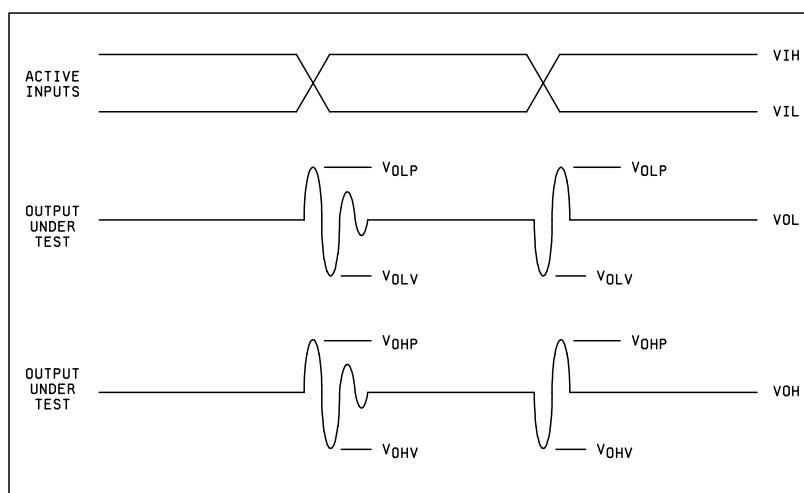 VIH
ACTIVE
INPUTS
VIL
VOLP
VOLP
OUTPUT
UNDER
TEST
VOL
VOLV
VOLV
VOHP
VOHP
OUTPUT
UNDER
TEST
VOH
VOHV
VOHV